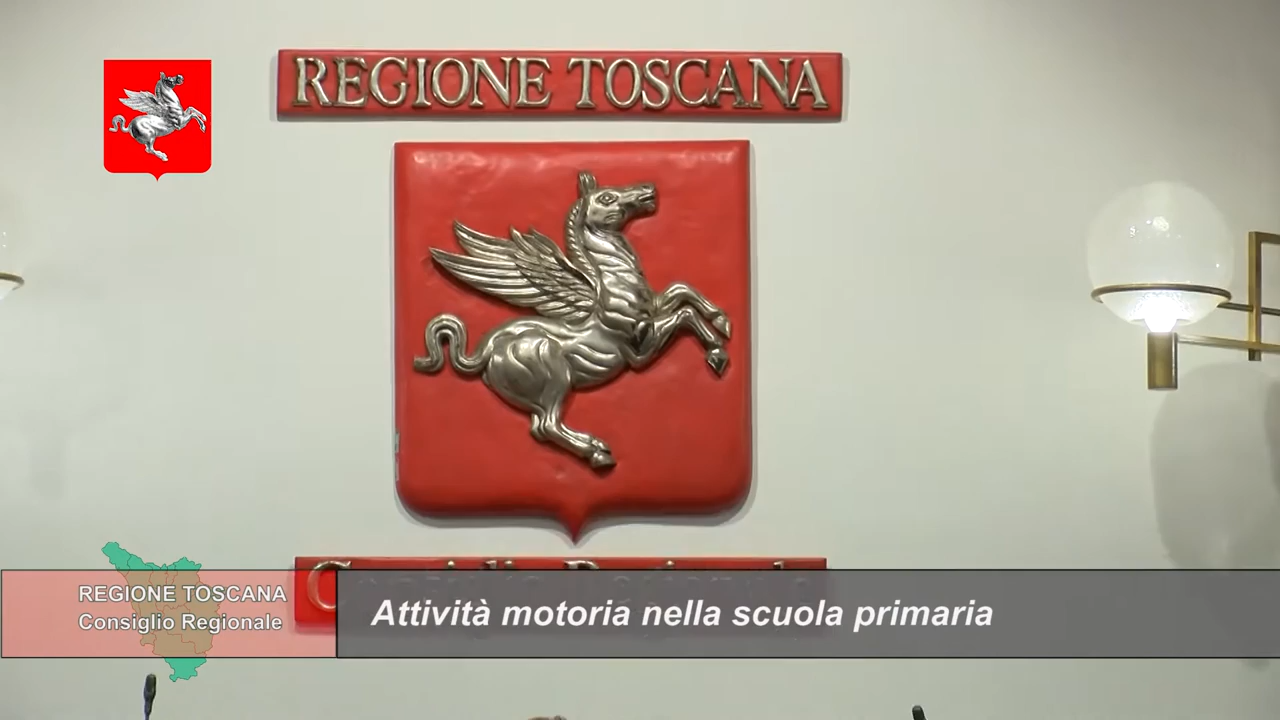 REGIONE TOSCANA
REGIONE TOSCANA
Consiglio Regionale
Attività motoria nella scuola primaria